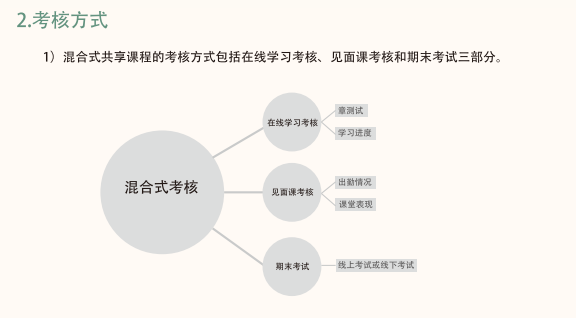 2.考核方式
1）混合式共享课程的考核方式包括在线学习考核、见面课考核和期末考试三部分。
混合式考核
在线学习考核
章测试
学习进度
见面课考核
出勤情况
课堂表现
期末考试
线上考试或线下考试